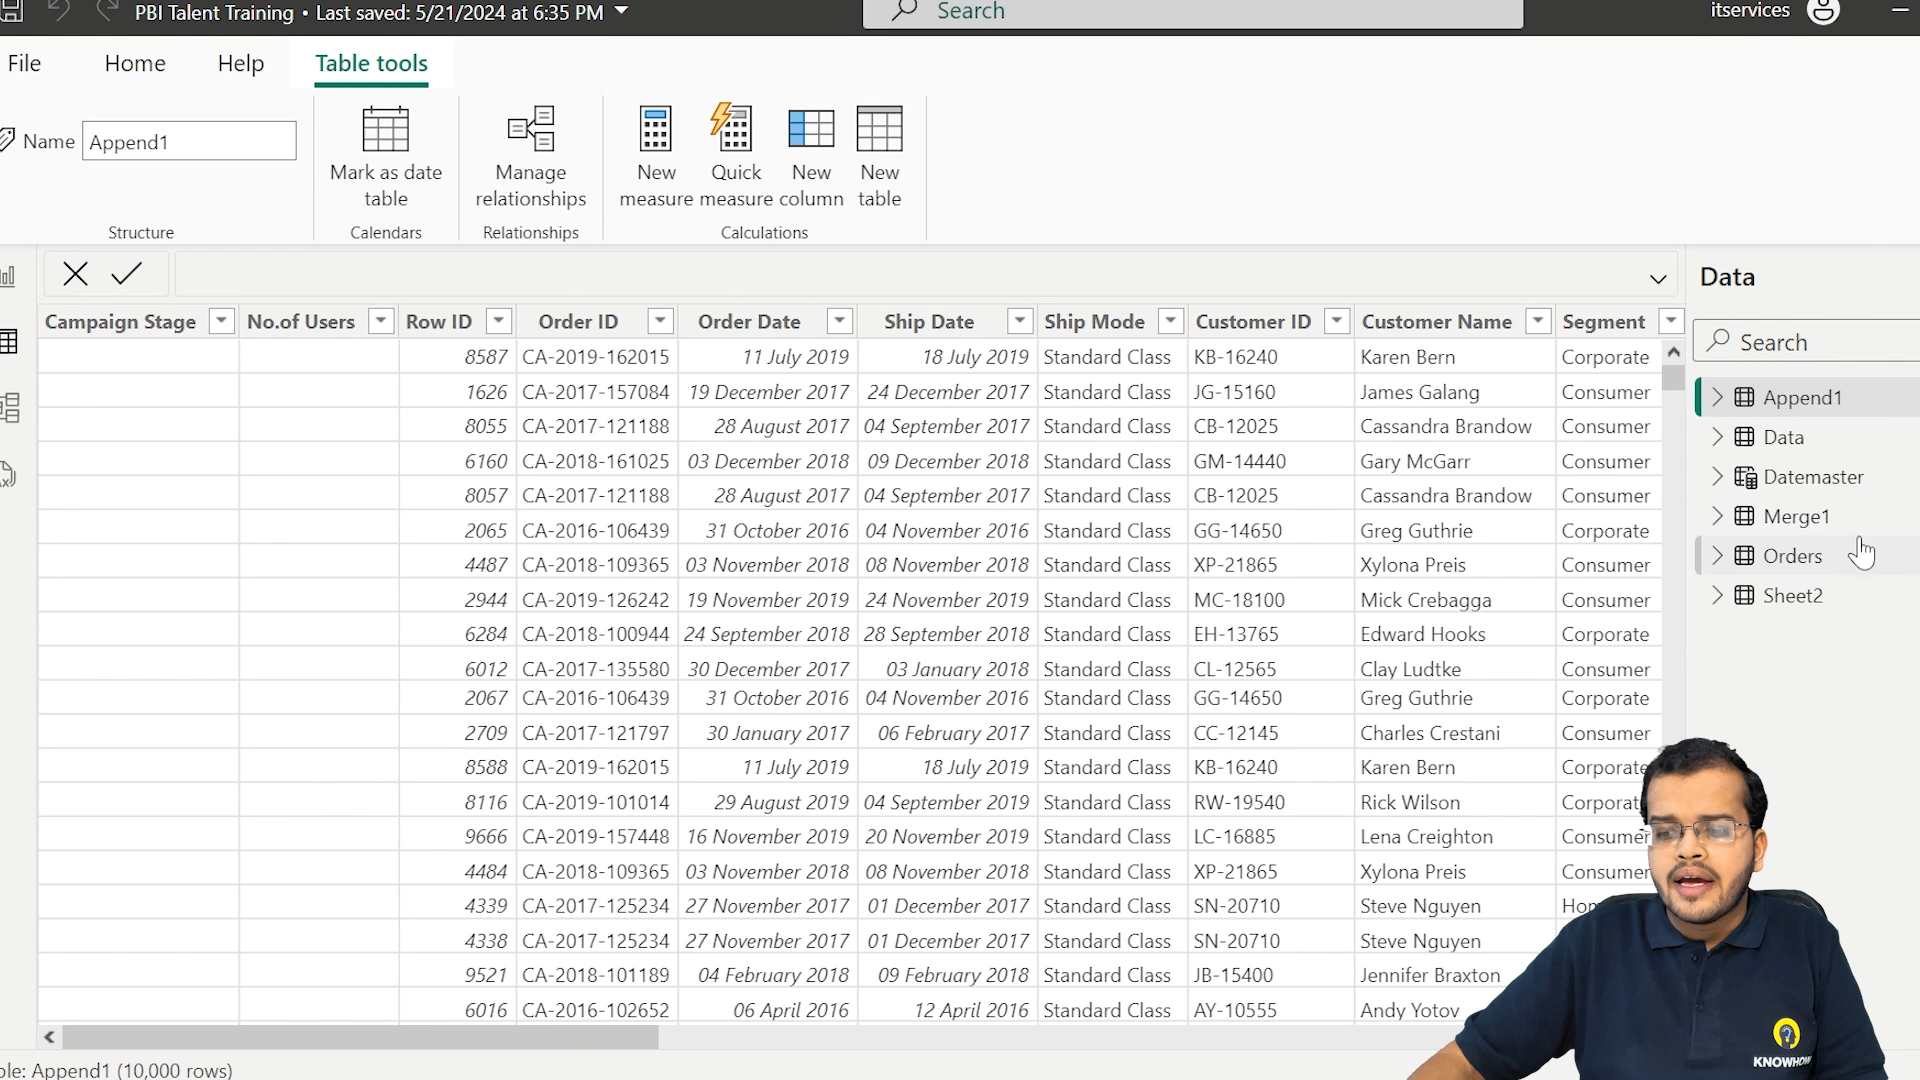 PBI Talent Training • Last saved: 5/21/2024 at 6:35 PM
Search
itservices
File Home Help Table tools
Name Append1
Mark as date table
Manage relationships
New measure
Quick measure
New column
New table
Structure Calendars Relationships Calculations
Data
Search
Append1
Data
Datemaster
Merge1
Orders
Sheet2
Campaign Stage No.of Users Row ID Order ID Order Date Ship Date Ship Mode Customer ID Customer Name Segment
8587 CA-2019-162015 11 July 2019 18 July 2019 Standard Class KB-16240 Karen Bern Corporate
1626 CA-2017-157084 19 December 2017 24 December 2017 Standard Class JG-15160 James Galang Consumer
8055 CA-2017-121188 28 August 2017 04 September 2017 Standard Class CB-12025 Cassandra Brandow Consumer
6160 CA-2018-161025 03 December 2018 09 December 2018 Standard Class GM-14440 Gary McGarr Consumer
8057 CA-2017-121188 28 August 2017 04 September 2017 Standard Class CB-12025 Cassandra Brandow Consumer
2065 CA-2016-106439 31 October 2016 04 November 2016 Standard Class GG-14650 Greg Guthrie Corporate
4487 CA-2018-109365 03 November 2018 08 November 2018 Standard Class XP-21865 Xylona Preis Consumer
2944 CA-2019-126242 19 November 2019 24 November 2019 Standard Class MC-18100 Mick Crebagga Consumer
6284 CA-2018-100944 24 September 2018 28 September 2018 Standard Class EH-13765 Edward Hooks Corporate
6012 CA-2017-135580 30 December 2017 03 January 2018 Standard Class CL-12565 Clay Ludtke Consumer
2067 CA-2016-106439 31 October 2016 04 November 2016 Standard Class GG-14650 Greg Guthrie Corporate
2709 CA-2017-121797 30 January 2017 06 February 2017 Standard Class CC-12145 Charles Crestani Consumer
8588 CA-2019-162015 11 July 2019 18 July 2019 Standard Class KB-16240 Karen Bern Corporate
8116 CA-2019-101014 29 August 2019 04 September 2019 Standard Class RW-19540 Rick Wilson Corporat
9666 CA-2019-157448 16 November 2019 20 November 2019 Standard Class LC-16885 Lena Creighton Consumer
4484 CA-2018-109365 03 November 2018 08 November 2018 Standard Class XP-21865 Xylona Preis Consume
4339 CA-2017-125234 27 November 2017 01 December 2017 Standard Class SN-20710 Steve Nguyen Hom
4338 CA-2017-125234 27 November 2017 01 December 2017 Standard Class SN-20710 Steve Nguyen
9521 CA-2018-101189 04 February 2018 09 February 2018 Standard Class JB-15400 Jennifer Braxton
6016 CA-2016-102652 06 April 2016 12 April 2016 Standard Class AY-10555 Andy Yotov
ble: Append1 (10,000 rows)
KNOWHOW